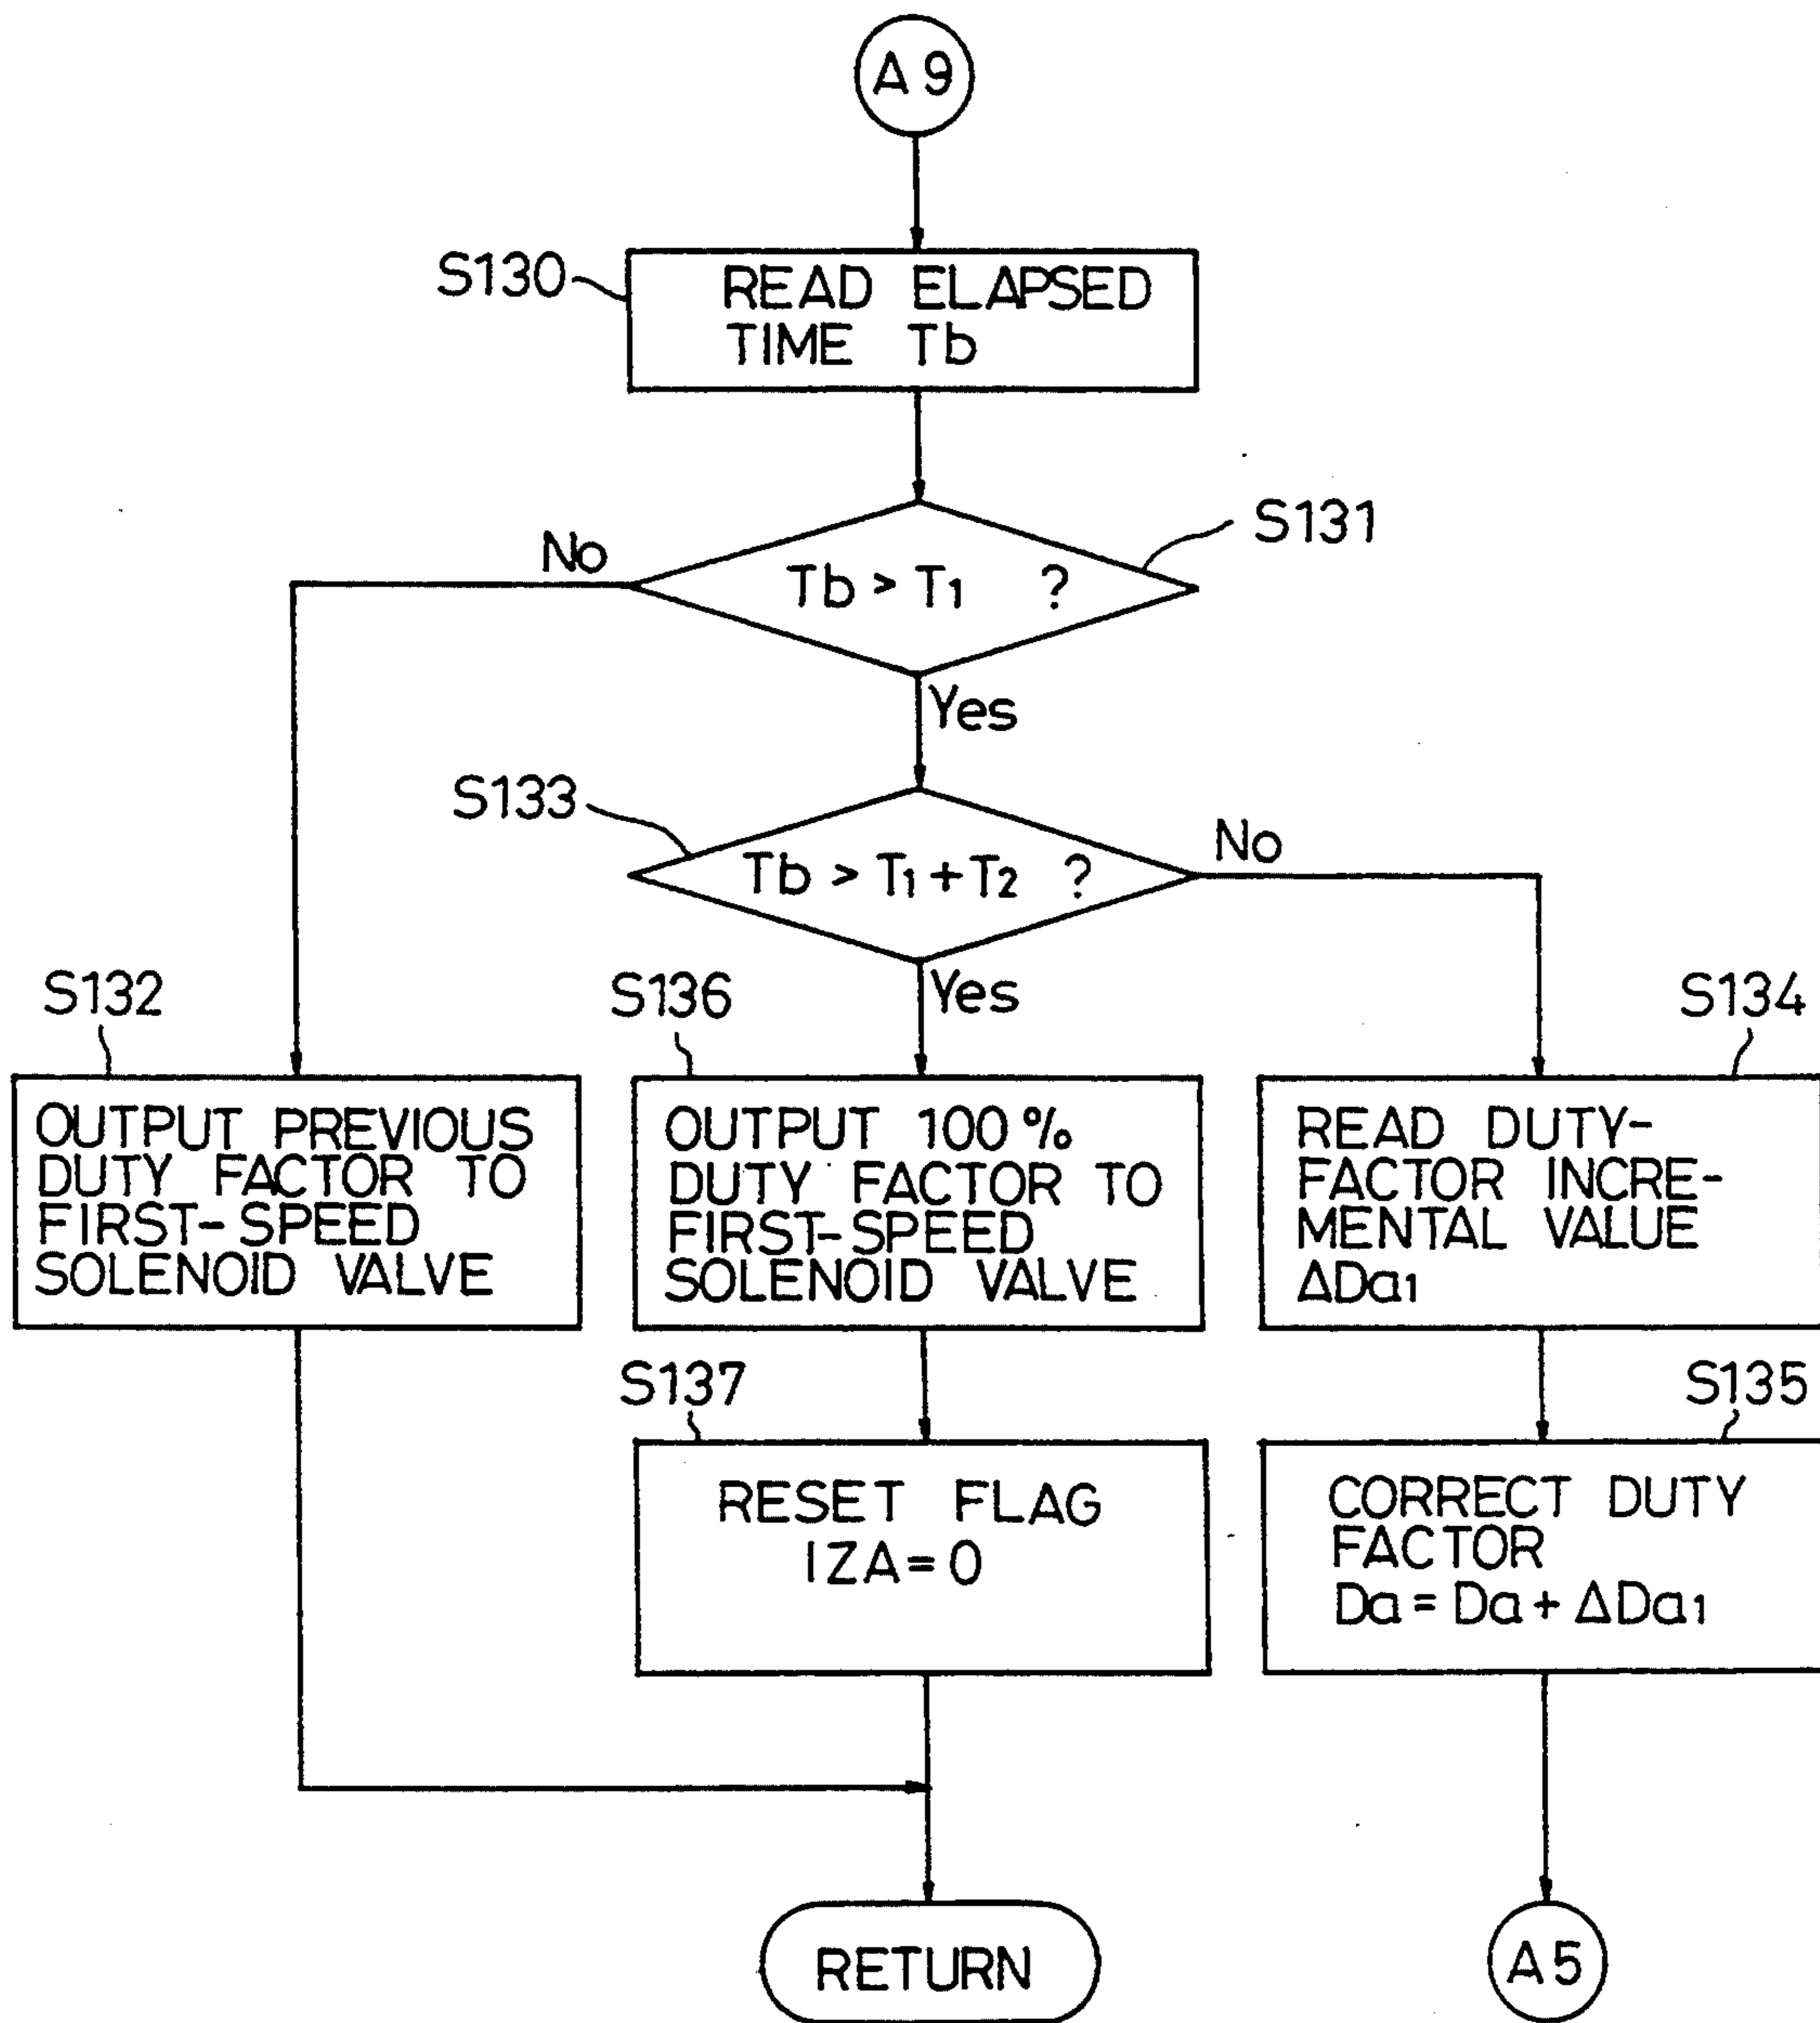 A9
S130
READ ELAPSED
TIME Tb
S131
No
Tb > T1 ?
Yes
S133
No
Tb > T1 + T2 ?
Yes
S132
OUTPUT PREVIOUS
DUTY FACTOR TO
FIRST-SPEED
SOLENOID VALVE
S136
OUTPUT 100%
DUTY FACTOR TO
FIRST-SPEED
SOLENOID VALVE
S134
READ DUTY-
FACTOR INCRE-
MENTAL VALUE
ΔDa1
S137
RESET FLAG
IZA=0
S135
CORRECT DUTY
FACTOR
Da = Da + ΔDa1
RETURN
A5